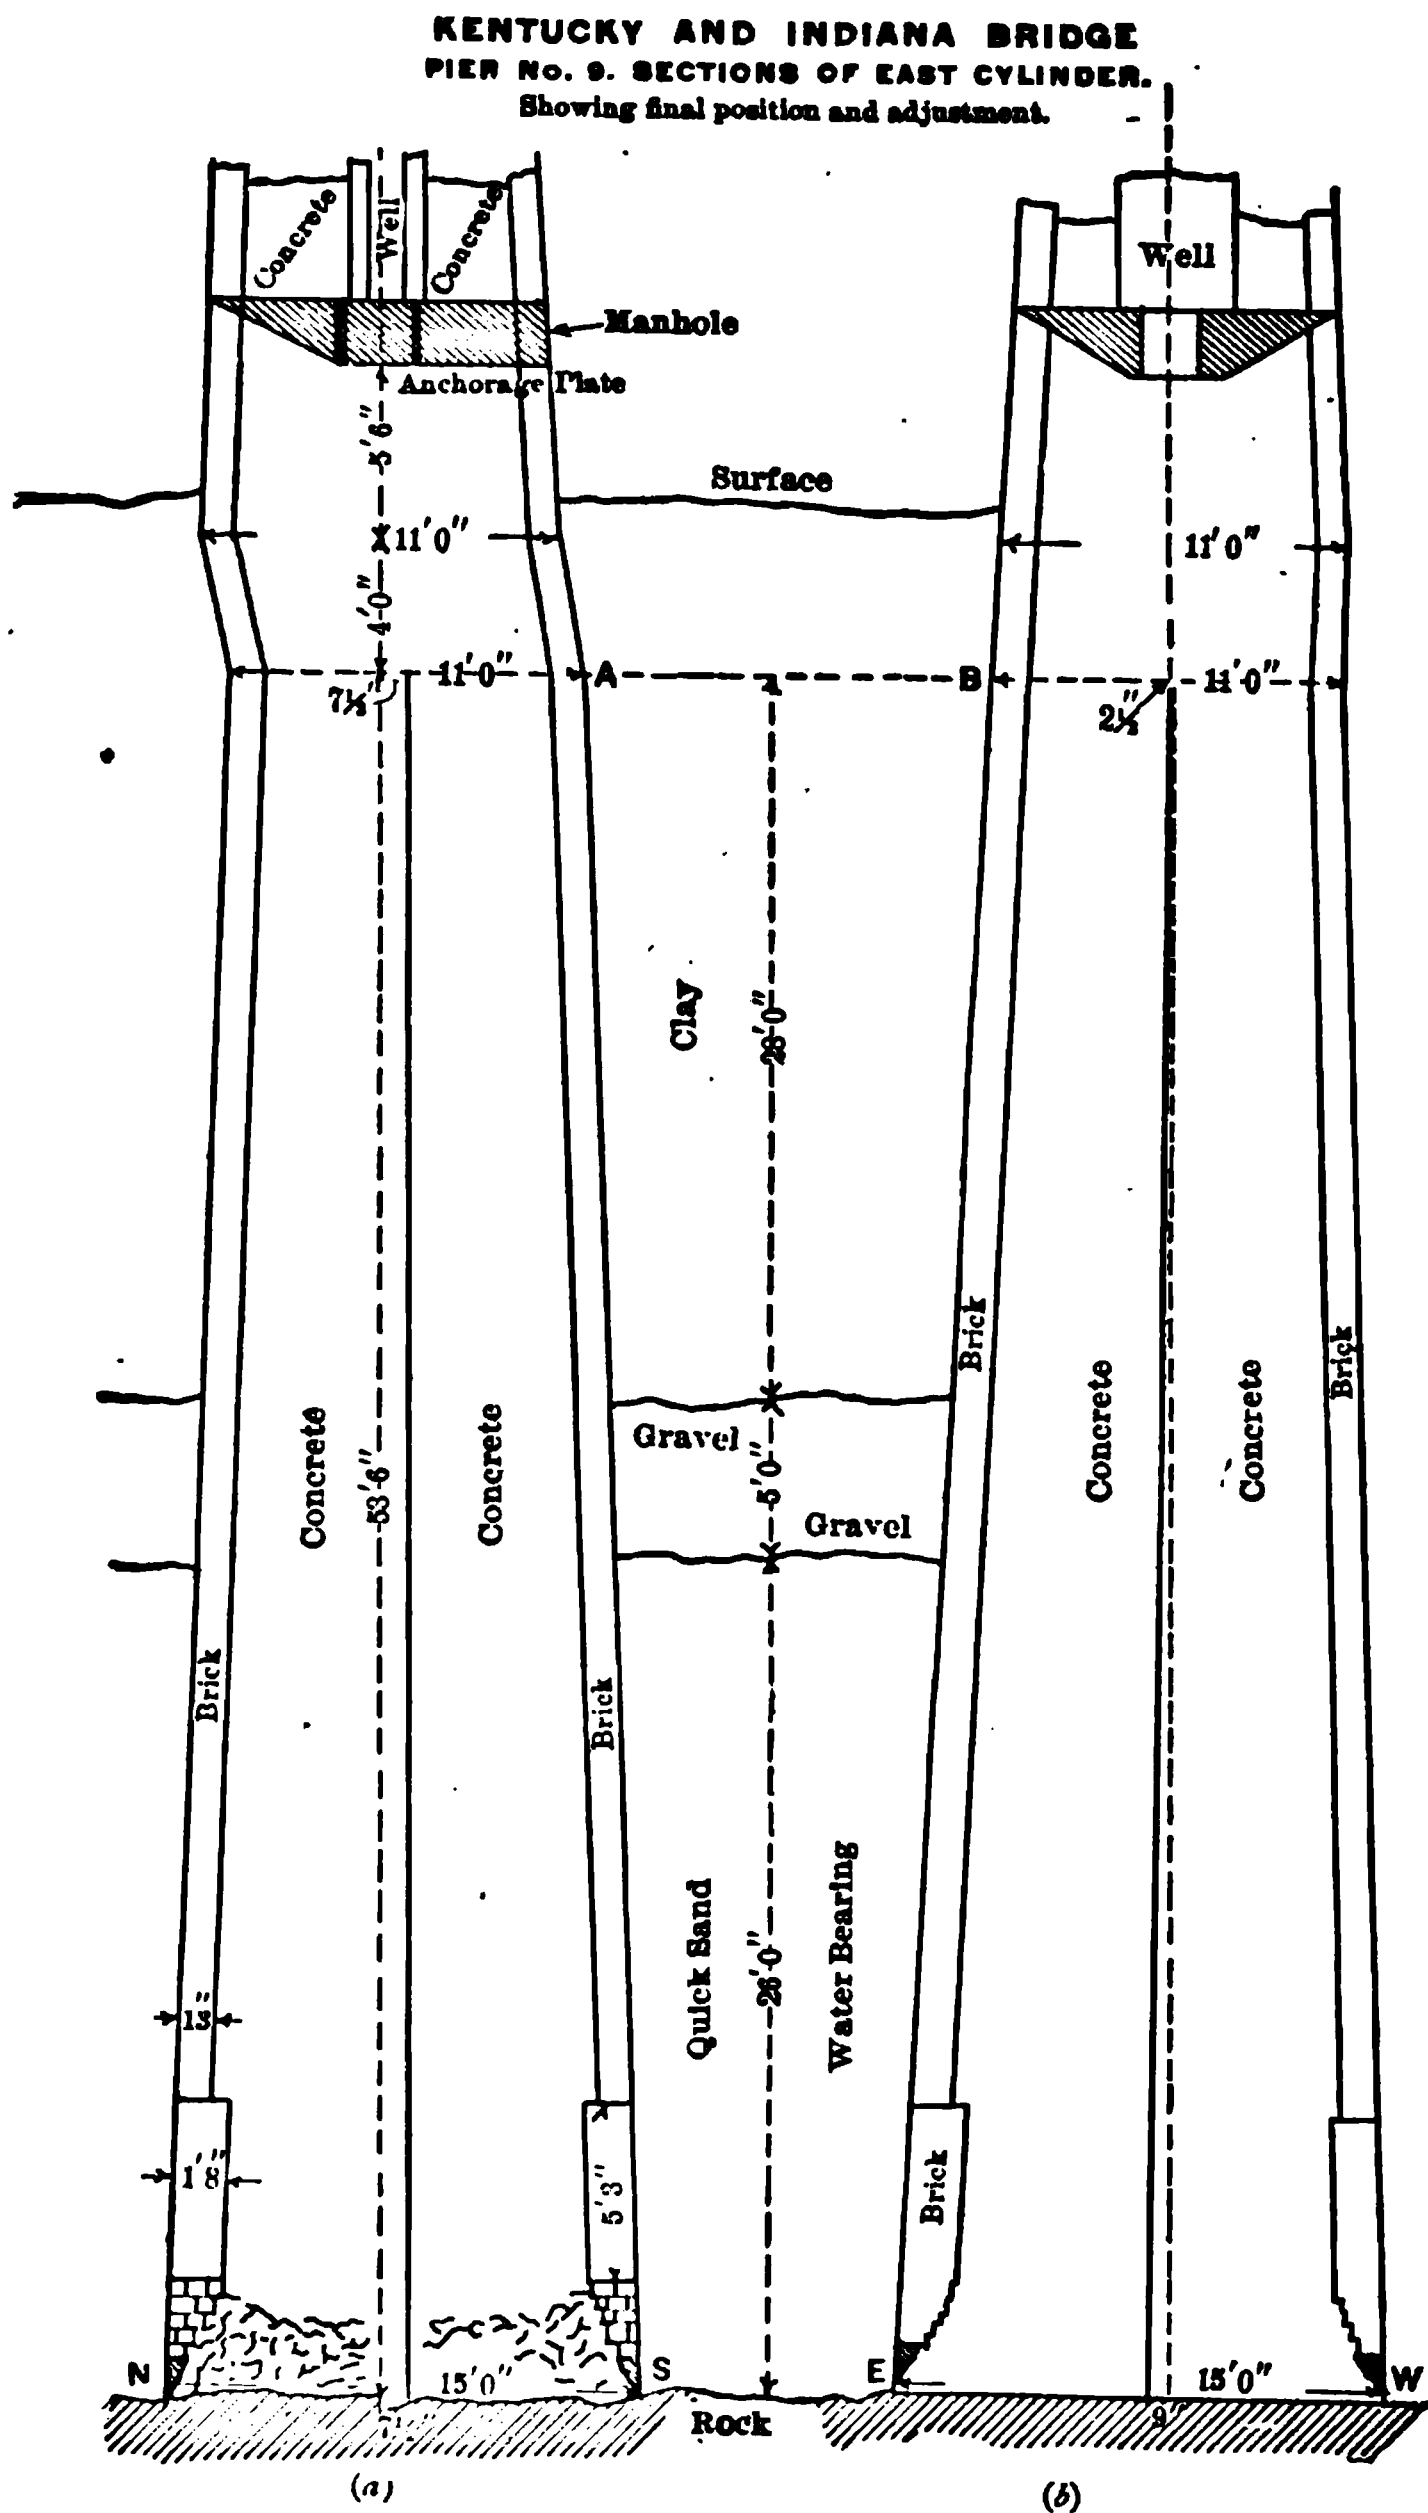 KENTUCKY AND INDIANA BRIDGE
PIER No. 9. SECTIONS OF EAST CYLINDER.
Showing final position and adjustment.
Concrete
Well
Concrete
Well
Manhole
Anchorage Plate
5'6"
Surface
11'0"
11'0"
4'0"
11'0"
A
B
11'0"
7½"
2½"
Clay
28'0"
Brick
Brick
Gravel
Concrete
Concrete
Concrete
53'6"
Concrete
5'0"
Gravel
Brick
Brick
Quick Sand
26'0"
Water Bearing
13"
1'8"
5'3"
Brick
N
15'0"
S
E
15'0"
W
Rock
9"
(a)
(b)